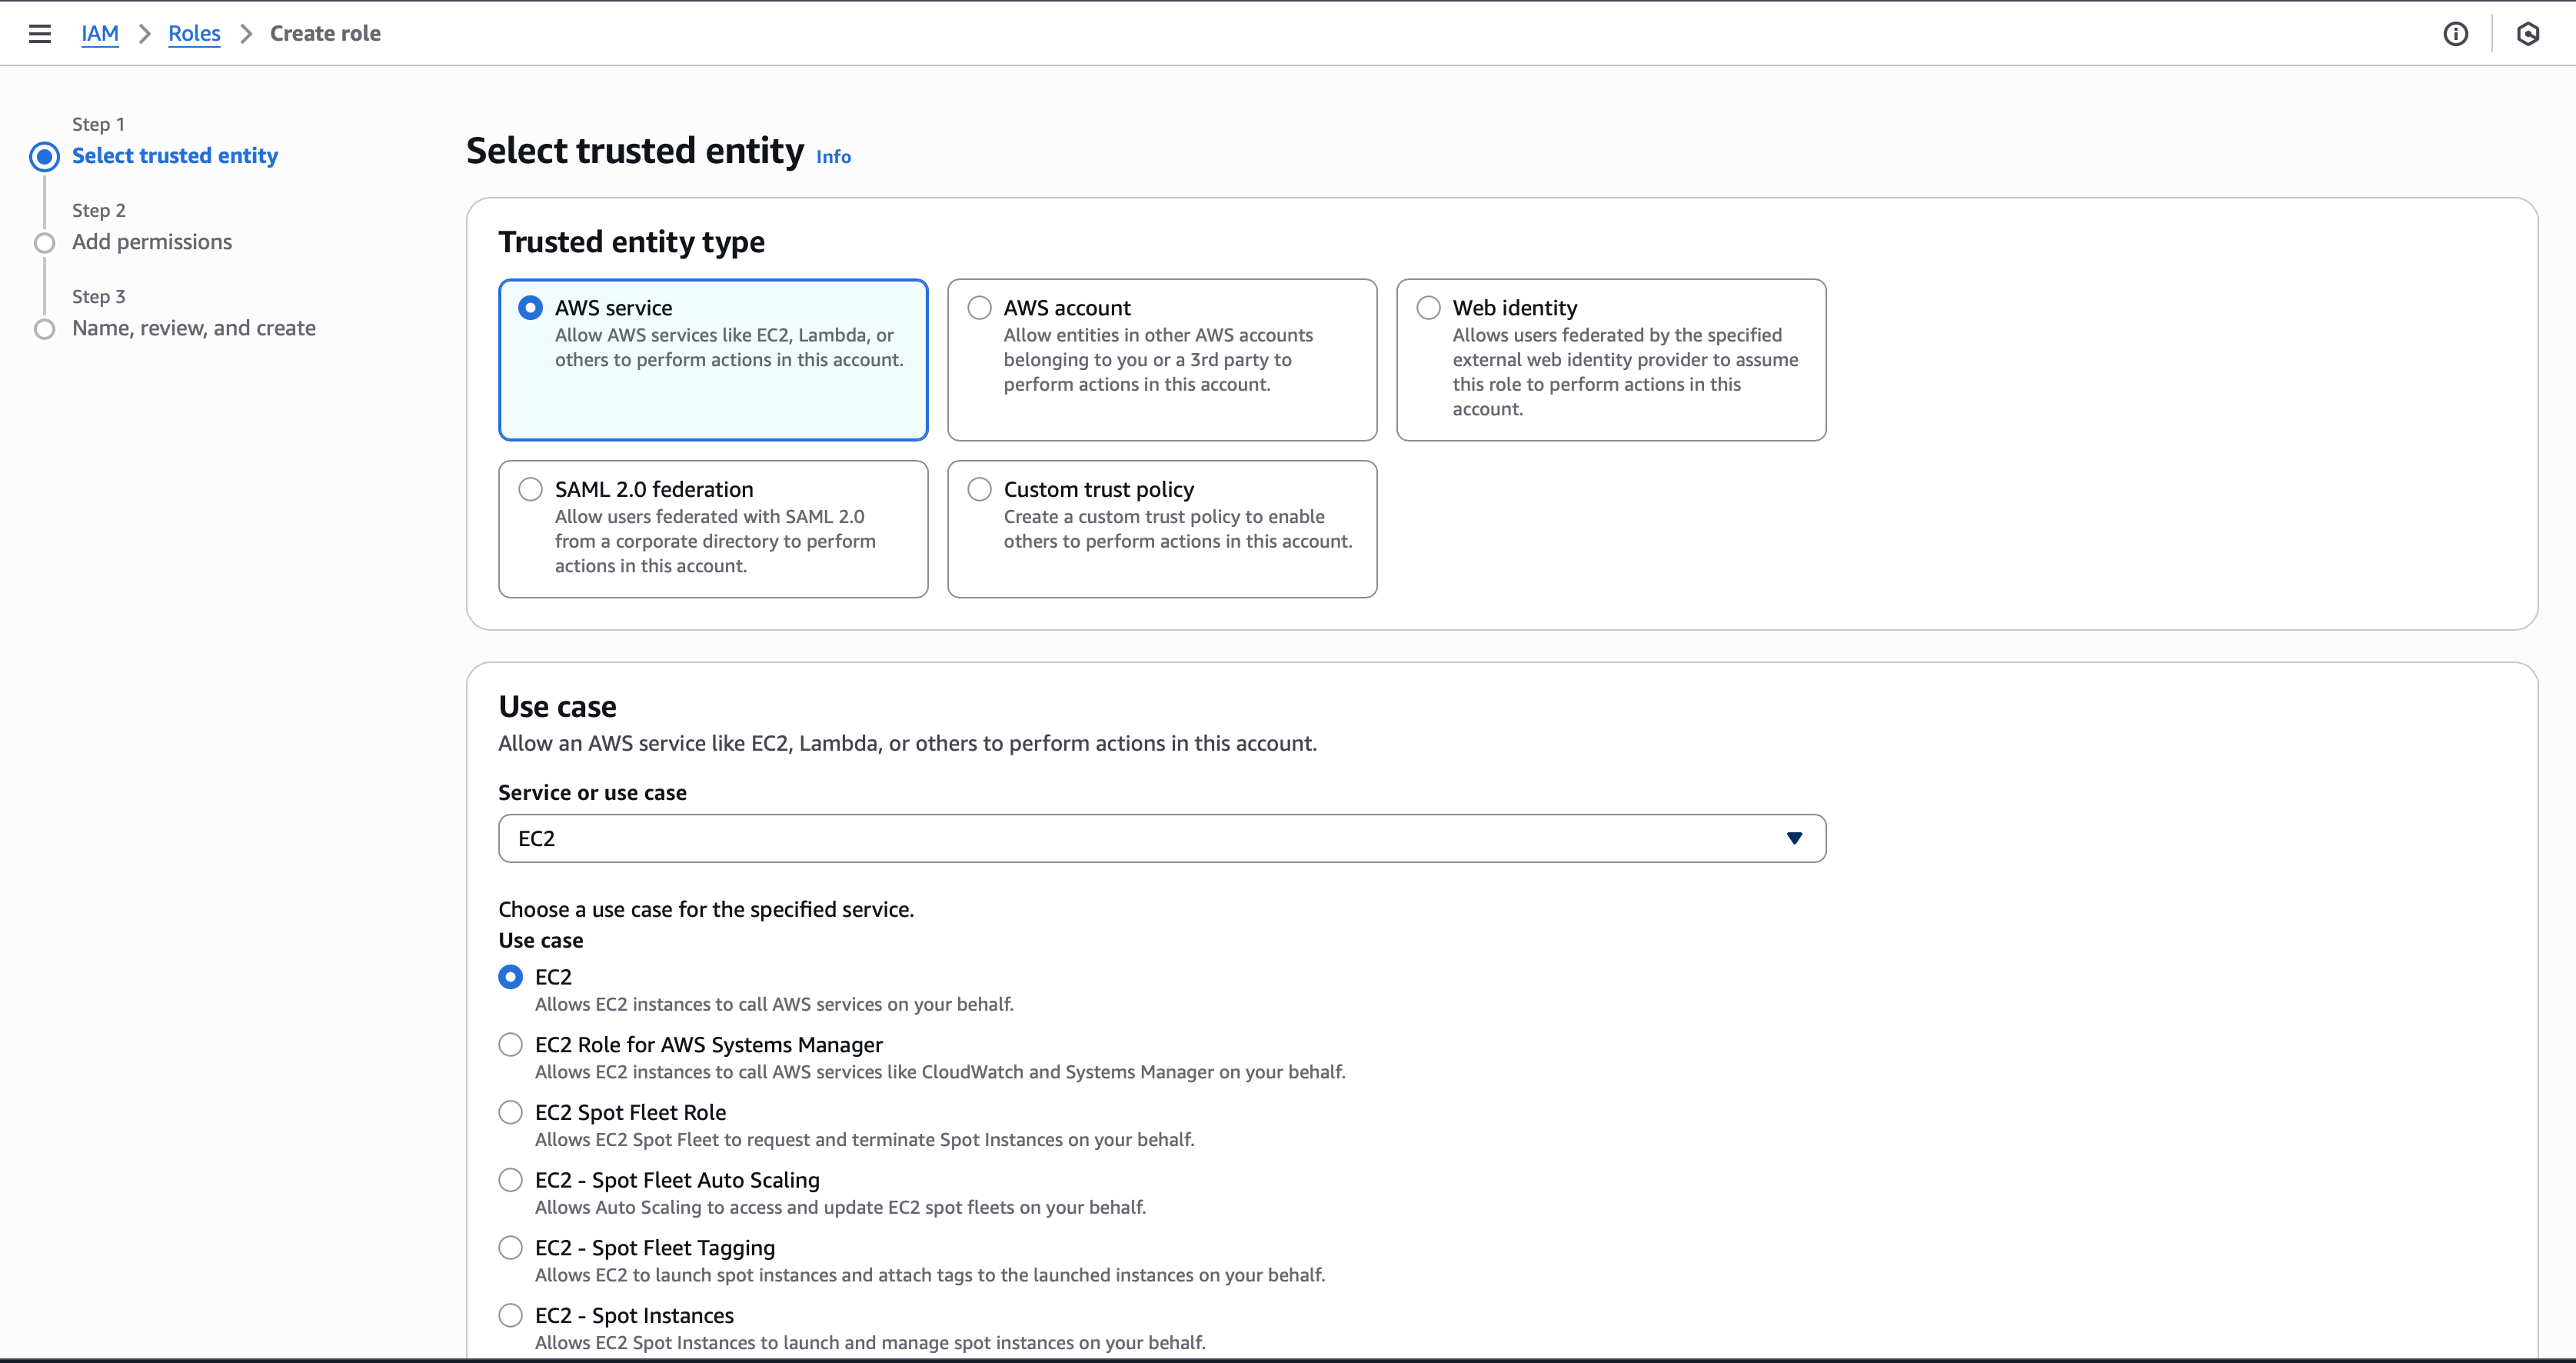 IAM > Roles > Create role
Step 1
Select trusted entity
Step 2
Add permissions
Step 3
Name, review, and create
Select trusted entity Info
Trusted entity type
AWS service
Allow AWS services like EC2, Lambda, or
others to perform actions in this account.
AWS account
Allow entities in other AWS accounts
belonging to you or a 3rd party to
perform actions in this account.
Web identity
Allows users federated by the specified
external web identity provider to assume
this role to perform actions in this
account.
SAML 2.0 federation
Allow users federated with SAML 2.0
from a corporate directory to perform
actions in this account.
Custom trust policy
Create a custom trust policy to enable
others to perform actions in this account.
Use case
Allow an AWS service like EC2, Lambda, or others to perform actions in this account.
Service or use case
EC2
Choose a use case for the specified service.
Use case
EC2
Allows EC2 instances to call AWS services on your behalf.
EC2 Role for AWS Systems Manager
Allows EC2 instances to call AWS services like CloudWatch and Systems Manager on your behalf.
EC2 Spot Fleet Role
Allows EC2 Spot Fleet to request and terminate Spot Instances on your behalf.
EC2 - Spot Fleet Auto Scaling
Allows Auto Scaling to access and update EC2 spot fleets on your behalf.
EC2 - Spot Fleet Tagging
Allows EC2 to launch spot instances and attach tags to the launched instances on your behalf.
EC2 - Spot Instances
Allows EC2 Spot Instances to launch and manage spot instances on your behalf.